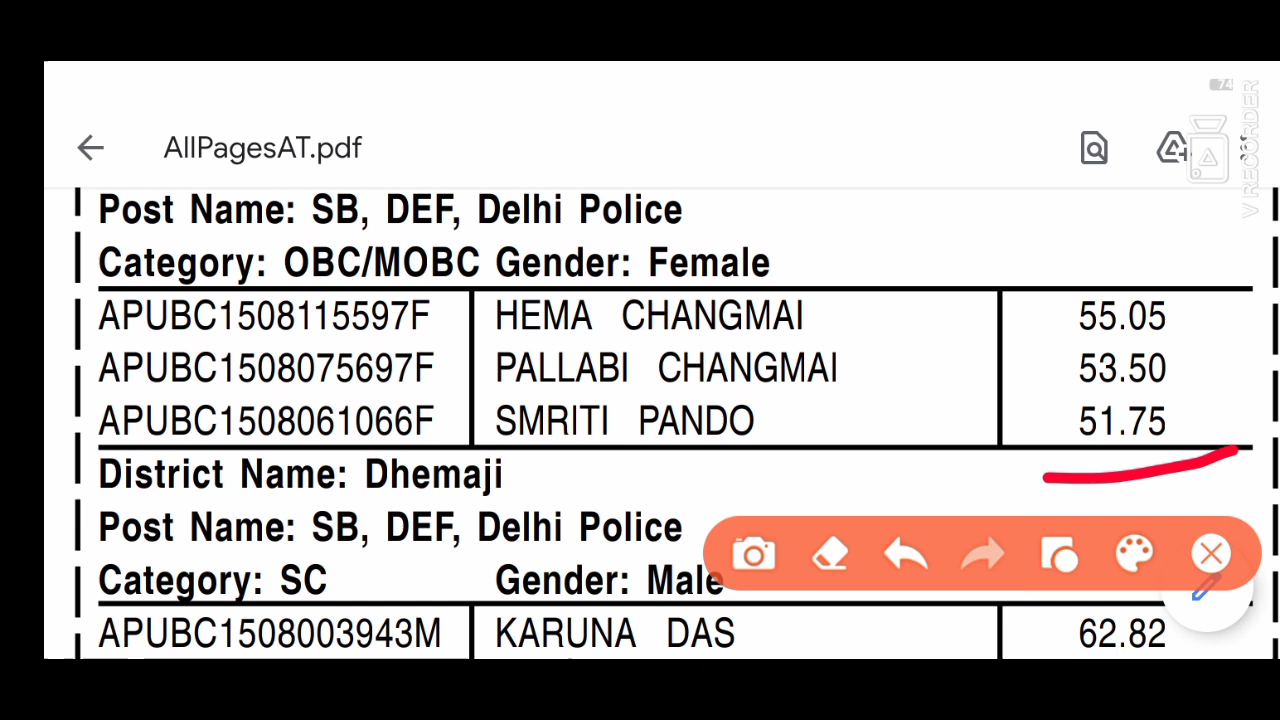 74
AllPagesAT.pdf
V RECORDER
Post Name: SB, DEF, Delhi Police
Category: OBC/MOBC Gender: Female
APUBC1508115597F HEMA CHANGMAI 55.05
APUBC1508075697F PALLABI CHANGMAI 53.50
APUBC1508061066F SMRITI PANDO 51.75
District Name: Dhemaji
Post Name: SB, DEF, Delhi Police
Category: SC Gender: Male
APUBC1508003943M KARUNA DAS 62.82